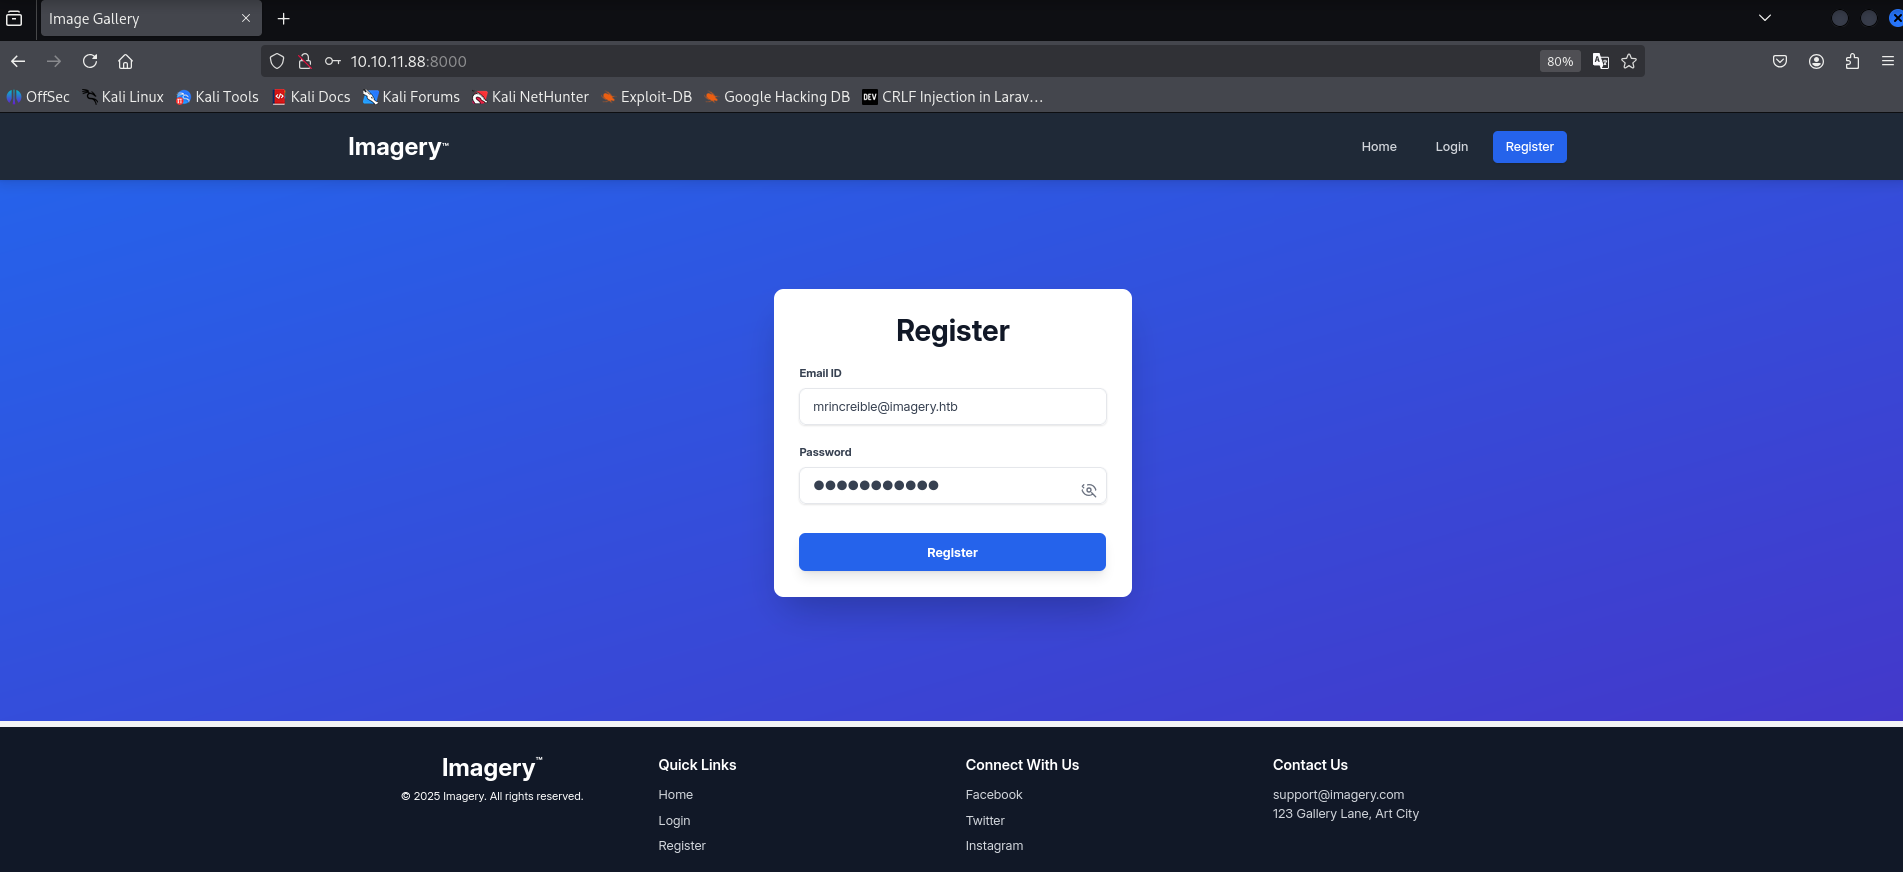 Image Gallery
10.10.11.88:8000
80%
OffSec Kali Linux Kali Tools Kali Docs Kali Forums Kali NetHunter Exploit-DB Google Hacking DB DEV CRLF Injection in Larav…
Imagery™
Home Login Register
Register
Email ID
mrincreible@imagery.htb
Password
●●●●●●●●●●●
Register
Imagery™
© 2025 Imagery. All rights reserved.
Quick Links
Home
Login
Register
Connect With Us
Facebook
Twitter
Instagram
Contact Us
support@imagery.com
123 Gallery Lane, Art City